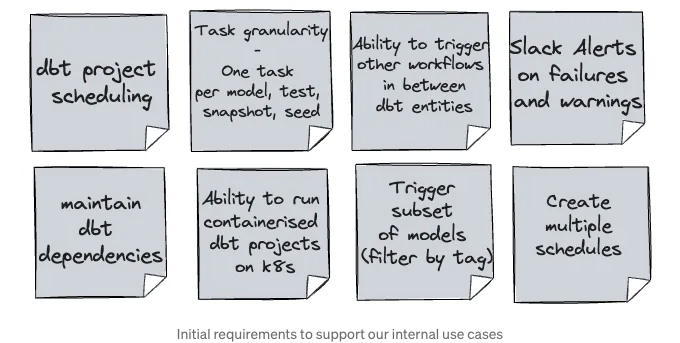 dbt project
scheduling
Task granularity
-
One task
per model, test,
snapshot, seed
Ability to trigger
other workflows
in between
dbt entities
Slack Alerts
on failures
and warnings
maintain
dbt
dependencies
Ability to run
containerised
dbt projects
on k8s
Trigger
subset
of models
(filter by tag)
Create
multiple
schedules
Initial requirements to support our internal use cases